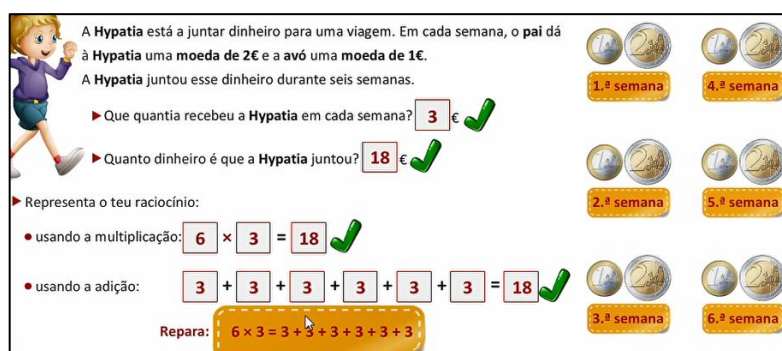 A Hypatia está a juntar dinheiro para uma viagem. Em cada semana, o pai dá
à Hypatia uma moeda de 2€ e a avó uma moeda de 1€.
A Hypatia juntou esse dinheiro durante seis semanas.
Que quantia recebeu a Hypatia em cada semana? 3 €
Quanto dinheiro é que a Hypatia juntou? 18 €
Representa o teu raciocínio:
usando a multiplicação: 6 × 3 = 18
usando a adição: 3 + 3 + 3 + 3 + 3 + 3 = 18
Repara: 6 × 3 = 3 + 3 + 3 + 3 + 3 + 3
1.ª semana
4.ª semana
2.ª semana
5.ª semana
3.ª semana
6.ª semana